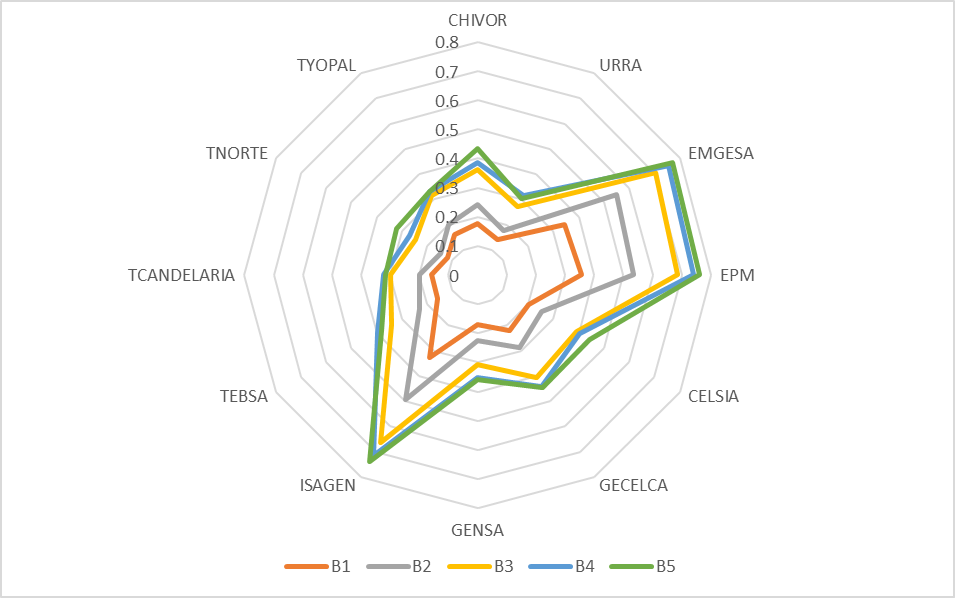 CHIVOR
TYOPAL
URRA
0.8
0.7
0.6
0.5
0.4
0.3
0.2
0.1
0
TNORTE
EMGESA
TCANDELARIA
EPM
TEBSA
CELSIA
ISAGEN
GECELCA
GENSA
B1 B2 B3 B4 B5